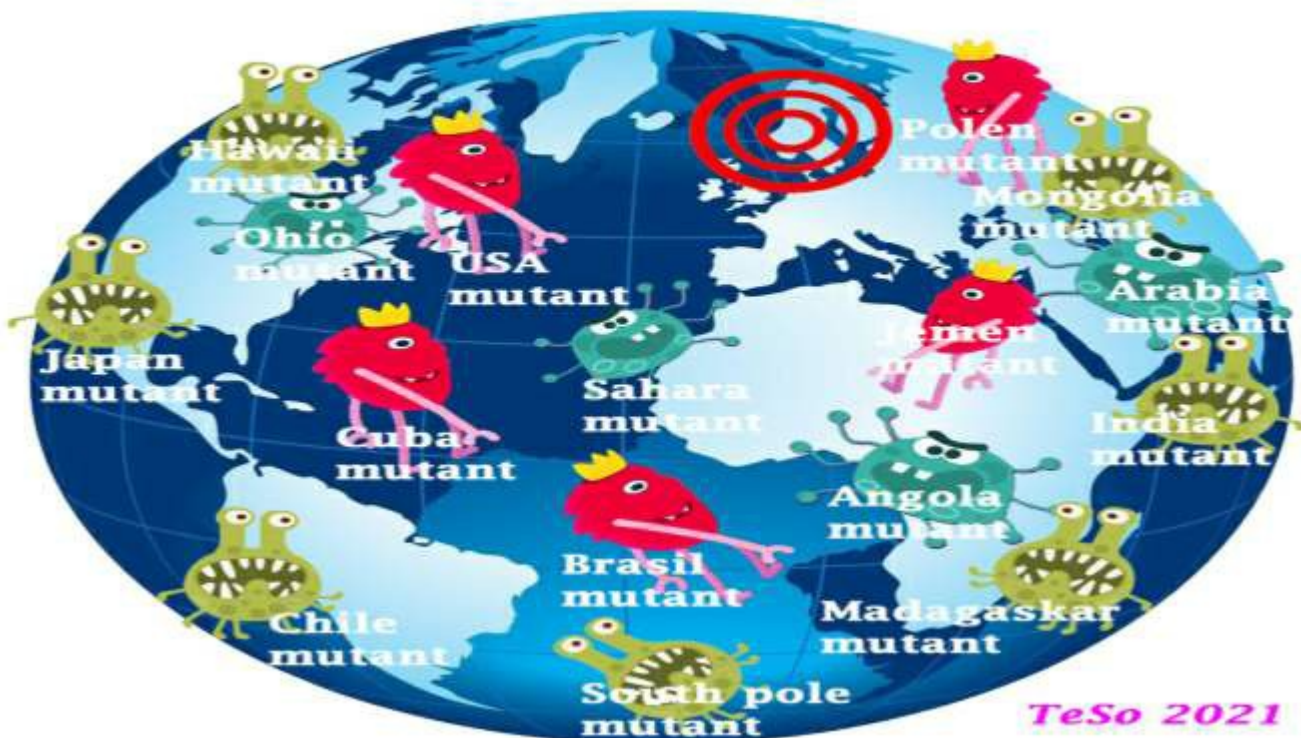 Hawaii
mutant
Polen
mutant
Mongolia
mutant
Ohio
mutant
USA
mutant
Arabia
mutant
Japan
mutant
Jemen
mutant
Sahara
mutant
India
mutant
Cuba
mutant
Angola
mutant
Brasil
mutant
Chile
mutant
Madagaskar
mutant
South pole
mutant
TeSo 2021